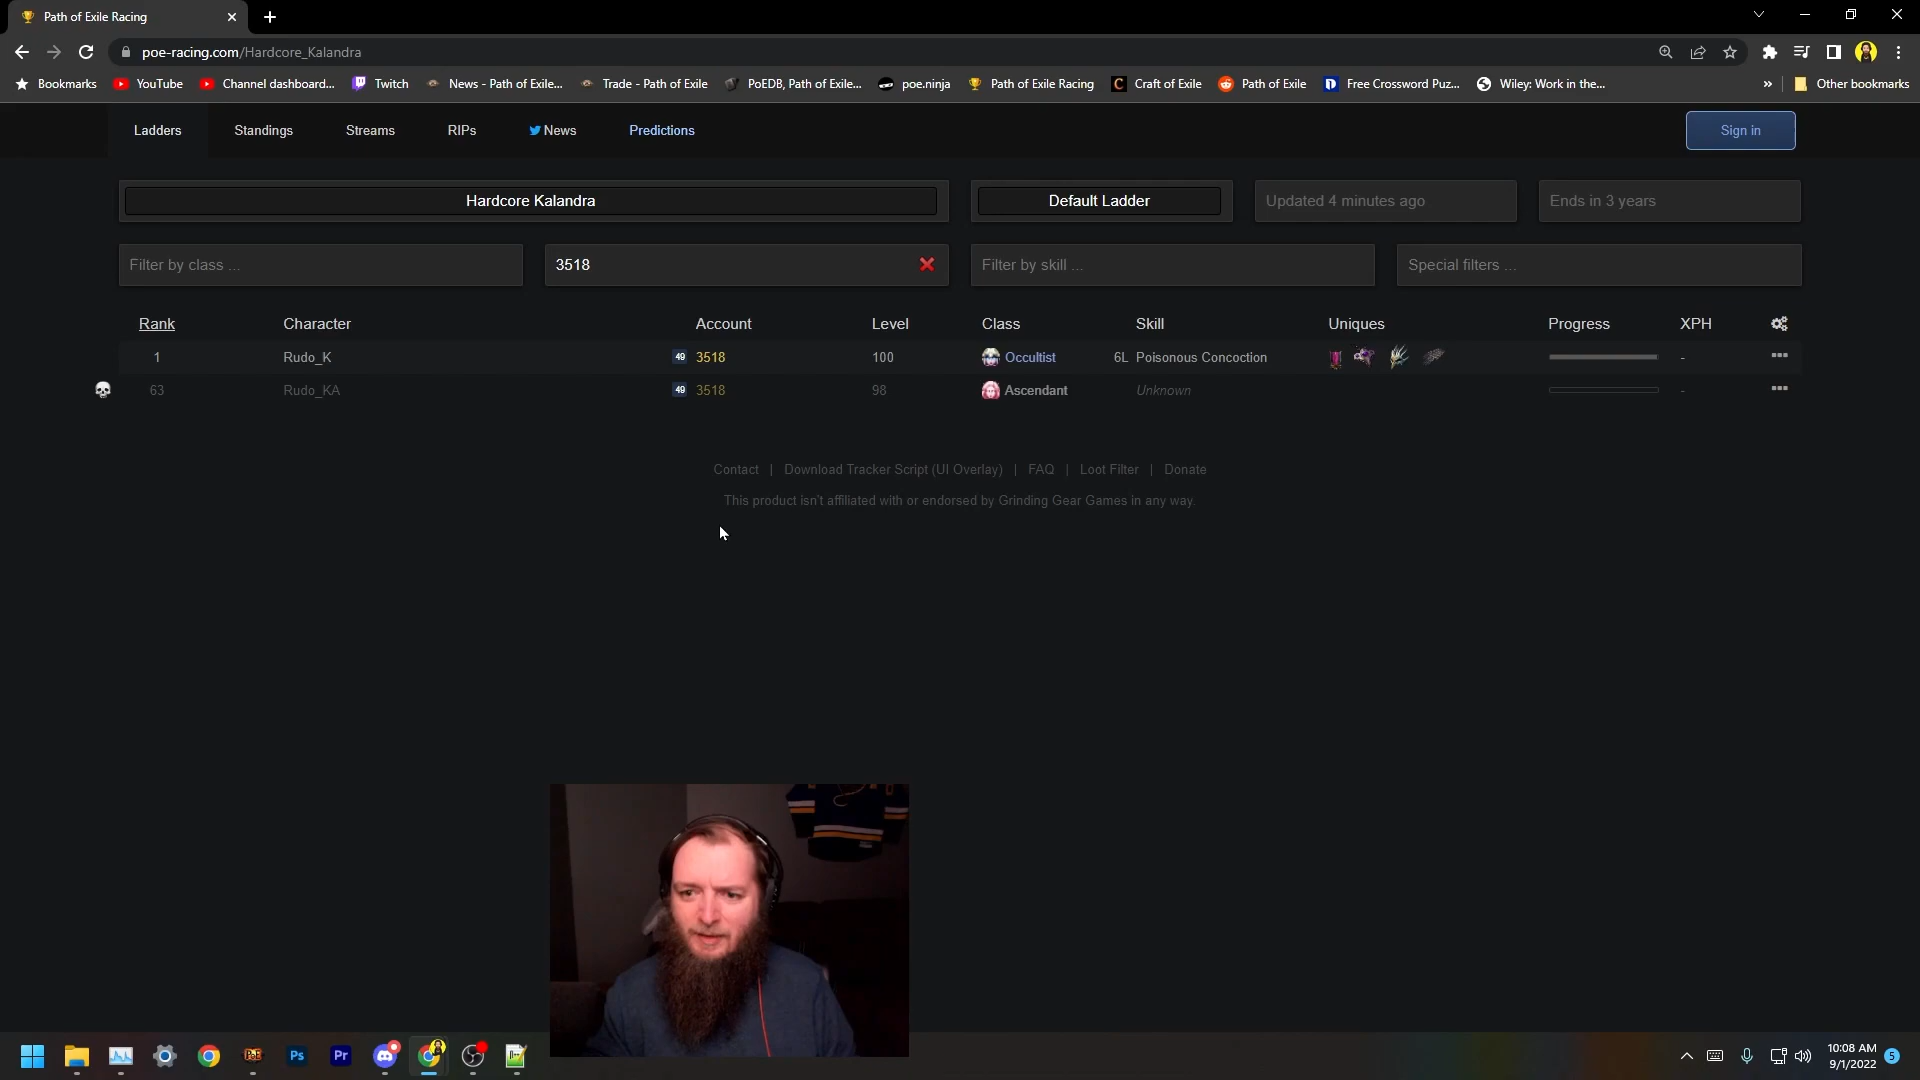 Path of Exile Racing
poe-racing.com/Hardcore_Kalandra
Bookmarks YouTube Channel dashboard... Twitch News - Path of Exile... Trade - Path of Exile PoEDB, Path of Exile... poe.ninja Path of Exile Racing Craft of Exile Path of Exile Free Crossword Puz... Wiley: Work in the... » Other bookmarks
Ladders Standings Streams RIPs News Predictions Sign in
Hardcore Kalandra Default Ladder Updated 4 minutes ago Ends in 3 years
Filter by class ... 3518 Filter by skill ... Special filters ...
Rank Character Account Level Class Skill Uniques Progress XPH
1 Rudo_K 49 3518 100 Occultist 6L Poisonous Concoction -
63 Rudo_KA 49 3518 98 Ascendant Unknown -
Contact | Download Tracker Script (UI Overlay) | FAQ | Loot Filter | Donate
This product isn't affiliated with or endorsed by Grinding Gear Games in any way.
Ps Pr 10:08 AM
9/1/2022 5